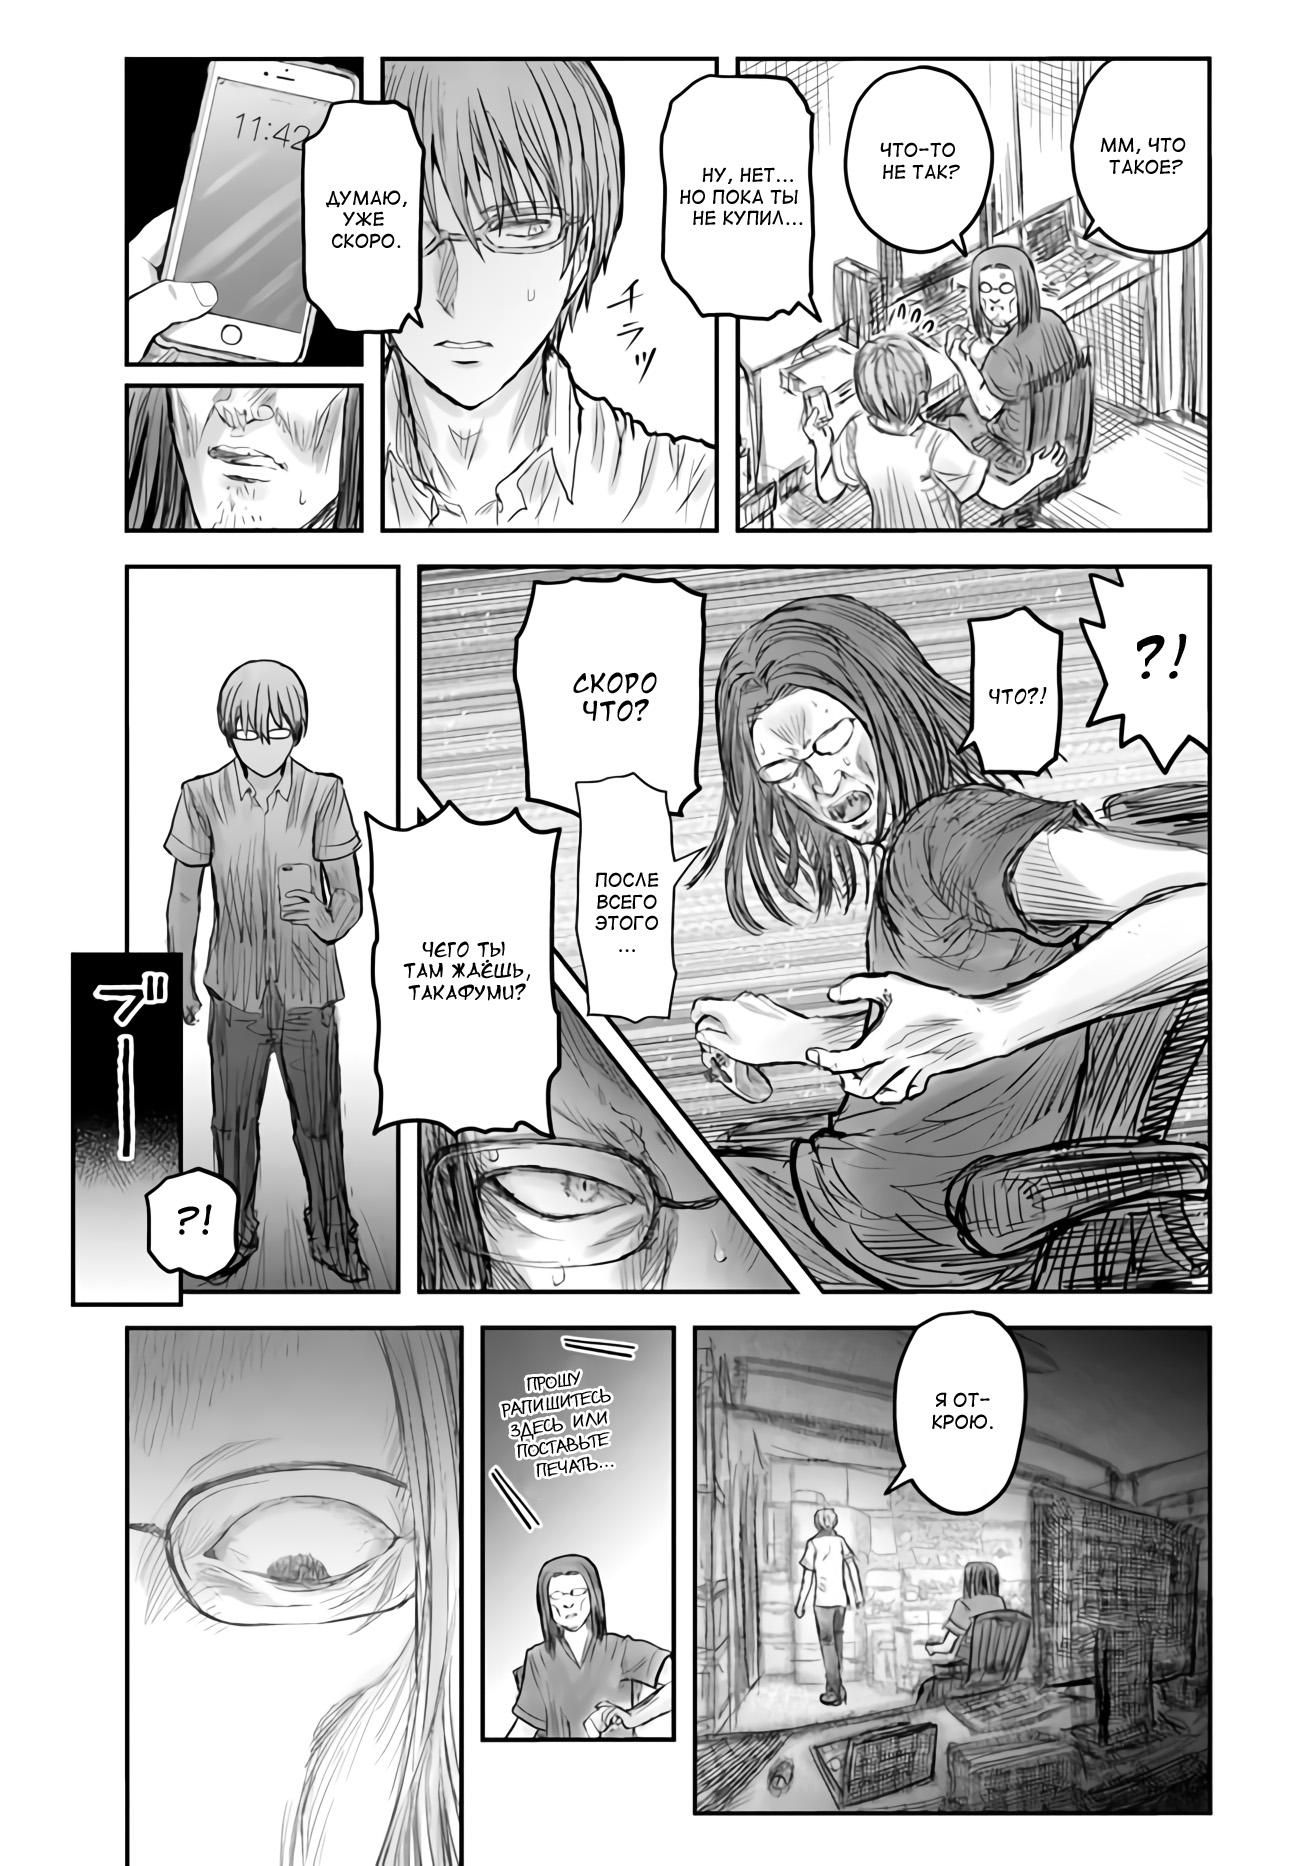 ММ, ЧТО
ТАКОЕ?
ЧТО-ТО
НЕ ТАК?
НУ, НЕТ...
НО ПОКА ТЫ
НЕ КУПИЛ...
チラッ
ДУМАЮ,
УЖЕ
СКОРО.
11:42
?!
ЧТО?!
СКОРО
ЧТО?
ПОСЛЕ
ВСЕГО
ЭТОГО
...
ЧЕГО ТЫ
ТАМ ЖДЁШЬ,
ТАКАФУМИ?
ブーー
?!
Я ОТ-
КРОЮ.
ПРОШУ
РАПИШИТЕСЬ
ЗДЕСЬ ИЛИ
ПОСТАВЬТЕ
ПЕЧАТЬ...